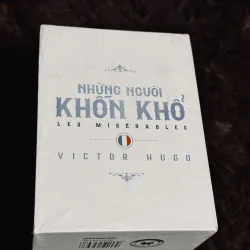 NHỮNG NGƯỜI
KHỐN KHỔ
LES MISÉRABLES
VICTOR HUGO